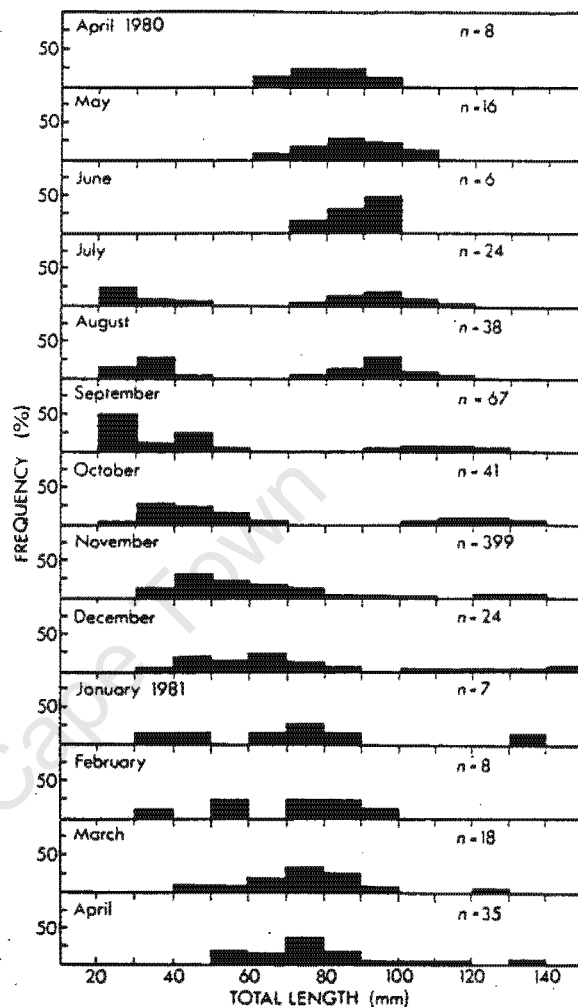 April 1980 n = 8
50
May n = 16
50
June n = 6
50
July n = 24
50
August n = 38
50
September n = 67
50
October n = 41
50
November n = 399
50
December n = 24
50
January 1981 n = 7
50
February n = 8
50
March n = 18
50
April n = 35
50
FREQUENCY (%)
20 40 60 80 100 120 140
TOTAL LENGTH (mm)
Cape Town